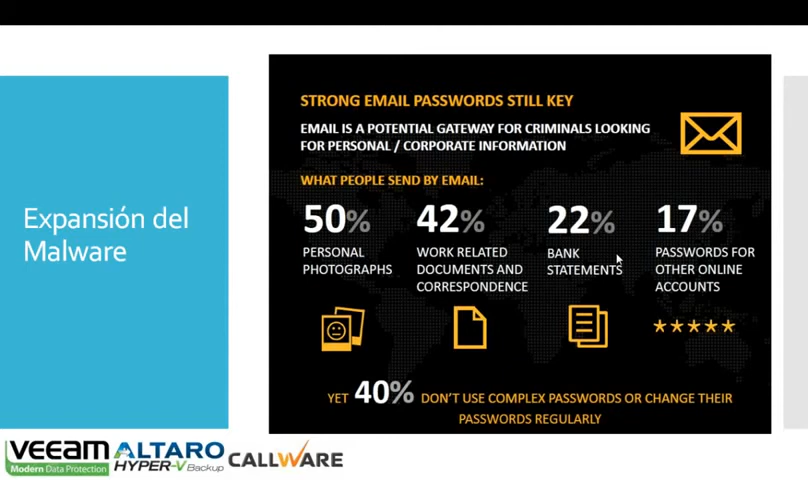 Expansión del
Malware
STRONG EMAIL PASSWORDS STILL KEY
EMAIL IS A POTENTIAL GATEWAY FOR CRIMINALS LOOKING
FOR PERSONAL / CORPORATE INFORMATION
WHAT PEOPLE SEND BY EMAIL:
50%
PERSONAL
PHOTOGRAPHS
42%
WORK RELATED
DOCUMENTS AND
CORRESPONDENCE
22%
BANK
STATEMENTS
17%
PASSWORDS FOR
OTHER ONLINE
ACCOUNTS
YET 40% DON'T USE COMPLEX PASSWORDS OR CHANGE THEIR
PASSWORDS REGULARLY
VEEAM
Modern Data Protection
ALTARO
HYPER-V Backup
CALLWARE